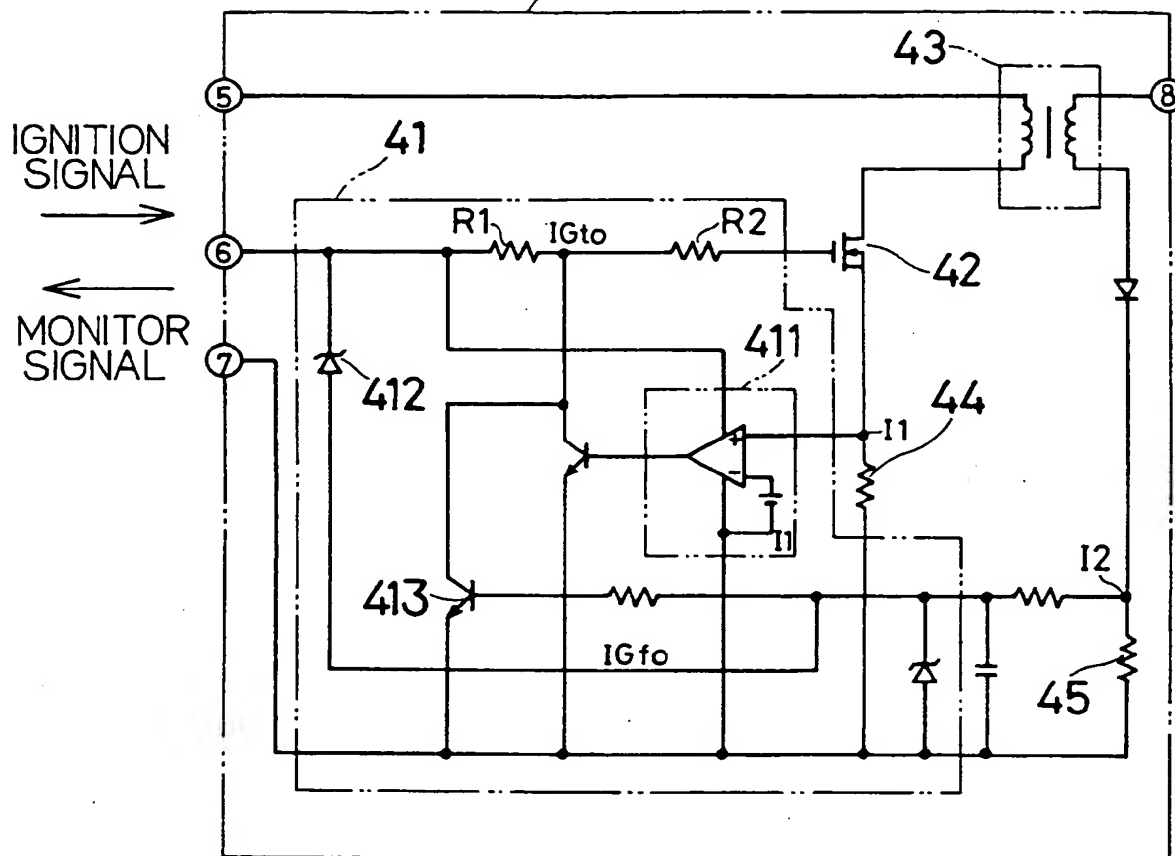 43
5
8
IGNITION
SIGNAL
41
R1
IGto
R2
6
42
MONITOR
SIGNAL
7
412
411
44
+
I1
-
I1
413
I2
IGfo
45